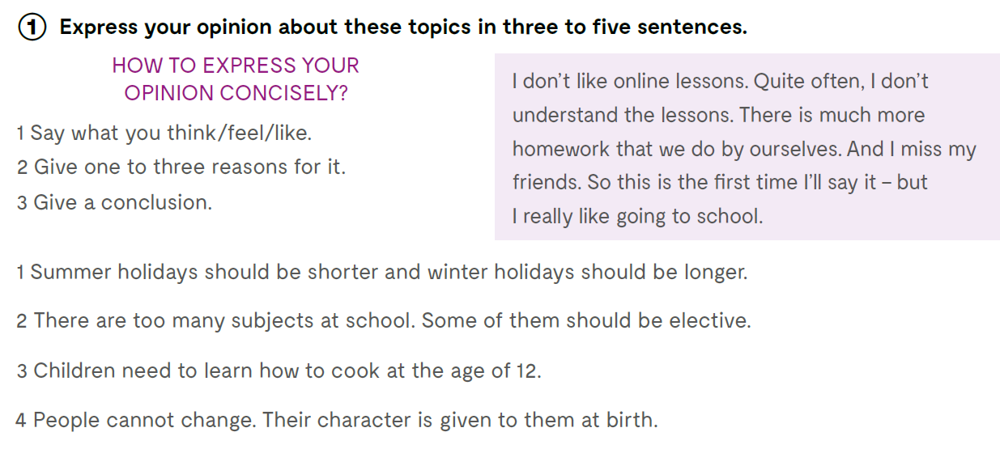 1 Express your opinion about these topics in three to five sentences.
HOW TO EXPRESS YOUR
OPINION CONCISELY?
1 Say what you think/feel/like.
2 Give one to three reasons for it.
3 Give a conclusion.
I don’t like online lessons. Quite often, I don’t
understand the lessons. There is much more
homework that we do by ourselves. And I miss my
friends. So this is the first time I’ll say it – but
I really like going to school.
1 Summer holidays should be shorter and winter holidays should be longer.
2 There are too many subjects at school. Some of them should be elective.
3 Children need to learn how to cook at the age of 12.
4 People cannot change. Their character is given to them at birth.